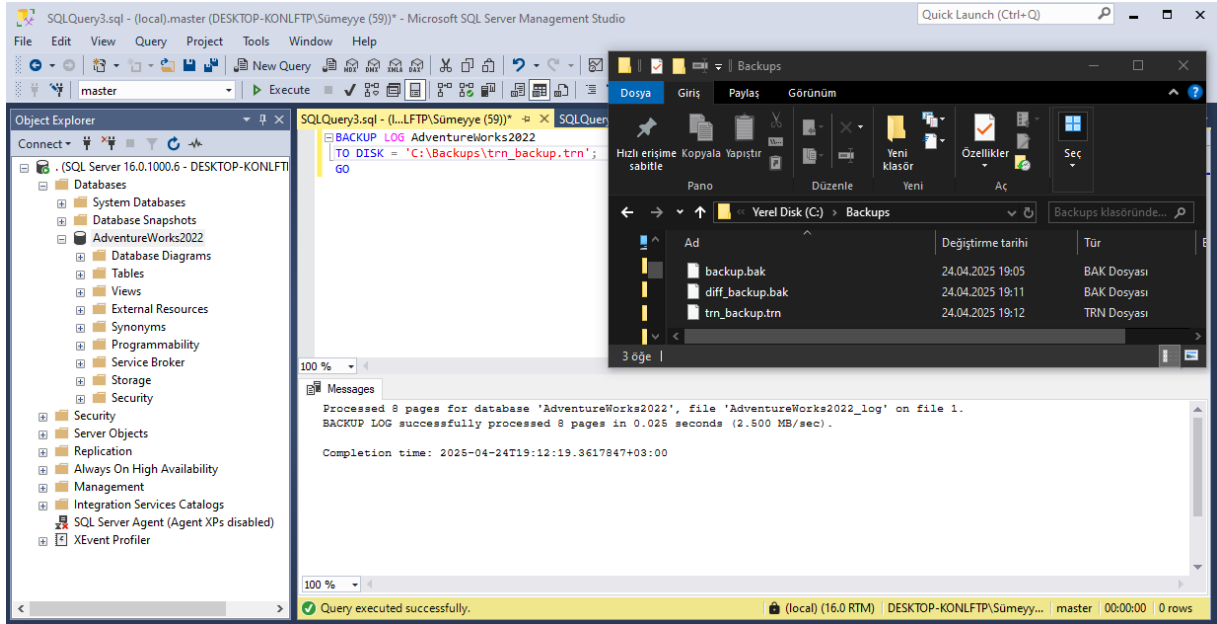 SQLQuery3.sql - (local).master (DESKTOP-KONLFTP\Sümeyye (59))* - Microsoft SQL Server Management Studio
Quick Launch (Ctrl+Q)
File Edit View Query Project Tools Window Help
New Query
MDX DMX XMLA DAX
master
Execute
Object Explorer
Connect
. (SQL Server 16.0.1000.6 - DESKTOP-KONLFTI
Databases
System Databases
Database Snapshots
AdventureWorks2022
Database Diagrams
Tables
Views
External Resources
Synonyms
Programmability
Service Broker
Storage
Security
Security
Server Objects
Replication
Always On High Availability
Management
Integration Services Catalogs
SQL Server Agent (Agent XPs disabled)
XEvent Profiler
SQLQuery3.sql - (l...LFTP\Sümeyye (59))*
SQLQuery
BACKUP LOG AdventureWorks2022
TO DISK = 'C:\Backups\trn_backup.trn';
GO
100 %
Messages
Processed 8 pages for database 'AdventureWorks2022', file 'AdventureWorks2022_log' on file 1.
BACKUP LOG successfully processed 8 pages in 0.025 seconds (2.500 MB/sec).
Completion time: 2025-04-24T19:12:19.3617847+03:00
100 %
Query executed successfully.
(local) (16.0 RTM) DESKTOP-KONLFTP\Sümeyy... master 00:00:00 0 rows
Backups
Dosya Giriş Paylaş Görünüm
Hızlı erişime sabitle
Kopyala
Yapıştır
Yeni klasör
Özellikler
Seç
Pano Düzenle Yeni Aç
Yerel Disk (C:) › Backups
Backups klasöründe...
Ad Değiştirme tarihi Tür
backup.bak 24.04.2025 19:05 BAK Dosyası
diff_backup.bak 24.04.2025 19:11 BAK Dosyası
trn_backup.trn 24.04.2025 19:12 TRN Dosyası
3 öğe